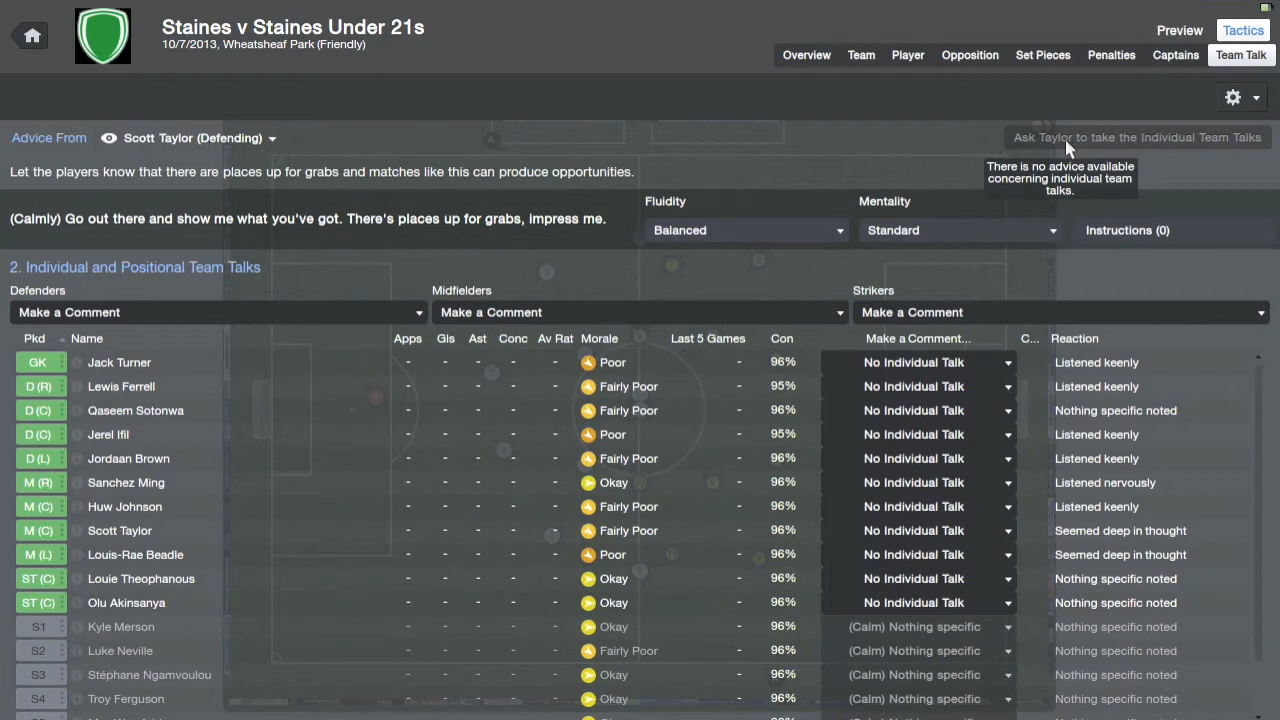 Staines v Staines Under 21s
10/7/2013, Wheatsheaf Park (Friendly)
Preview Tactics
Overview Team Player Opposition Set Pieces Penalties Captains Team Talk
Advice From Scott Taylor (Defending) Ask Taylor to take the Individual Team Talks
There is no advice available
concerning individual team
talks.
Let the players know that there are places up for grabs and matches like this can produce opportunities.
Fluidity Mentality
(Calmly) Go out there and show me what you've got. There's places up for grabs, impress me.
Balanced Standard Instructions (0)
2. Individual and Positional Team Talks
Defenders Midfielders Strikers
Make a Comment Make a Comment Make a Comment
Pkd Name Apps Gls Ast Conc Av Rat Morale Last 5 Games Con Make a Comment... C... Reaction
GK Jack Turner - - - - - Poor - 96% No Individual Talk Listened keenly
D (R) Lewis Ferrell - - - - - Fairly Poor - 95% No Individual Talk Listened keenly
D (C) Qaseem Sotonwa - - - - - Fairly Poor - 96% No Individual Talk Nothing specific noted
D (C) Jerel Ifil - - - - - Poor - 95% No Individual Talk Listened keenly
D (L) Jordaan Brown - - - - - Fairly Poor - 96% No Individual Talk Listened keenly
M (R) Sanchez Ming - - - - - Okay - 96% No Individual Talk Listened nervously
M (C) Huw Johnson - - - - - Fairly Poor - 96% No Individual Talk Listened keenly
M (C) Scott Taylor - - - - - Fairly Poor - 96% No Individual Talk Seemed deep in thought
M (L) Louis-Rae Beadle - - - - - Poor - 96% No Individual Talk Seemed deep in thought
ST (C) Louie Theophanous - - - - - Okay - 96% No Individual Talk Nothing specific noted
ST (C) Olu Akinsanya - - - - - Okay - 96% No Individual Talk Nothing specific noted
S1 Kyle Merson - - - - - Okay - 96% (Calm) Nothing specific Nothing specific noted
S2 Luke Neville - - - - - Fairly Poor - 96% (Calm) Nothing specific Nothing specific noted
S3 Stéphane Ngamvoulou - - - - - Okay - 96% (Calm) Nothing specific Nothing specific noted
S4 Troy Ferguson - - - - - Okay - 96% (Calm) Nothing specific Nothing specific noted